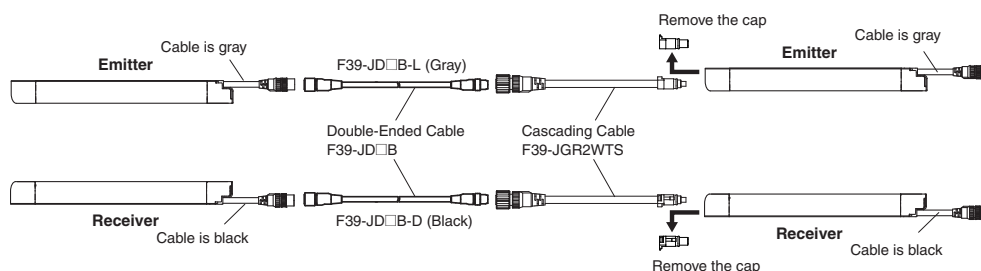 Remove the cap
Cable is gray
Cable is gray
Emitter
F39-JD□B-L (Gray)
Emitter
Double-Ended Cable
F39-JD□B
Cascading Cable
F39-JGR2WTS
Receiver
F39-JD□B-D (Black)
Receiver
Cable is black
Cable is black
Remove the cap